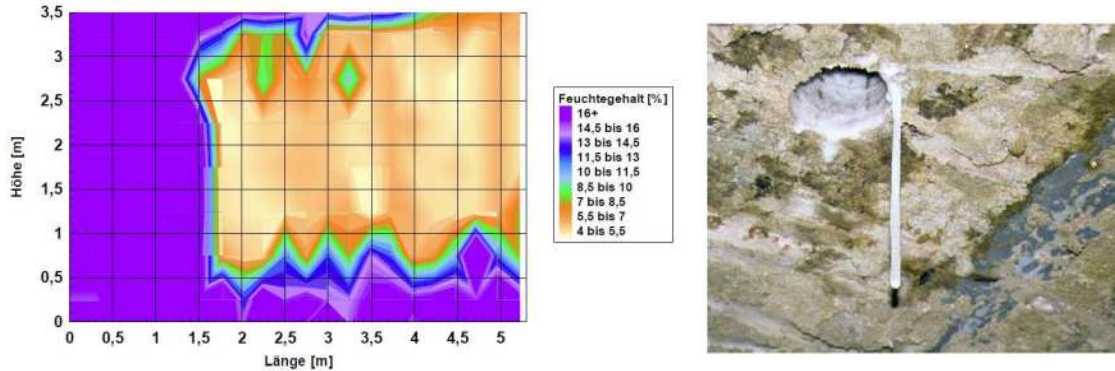 3,5
3
2,5
2
1,5
1
0,5
0
Höhe [m]
0 0,5 1 1,5 2 2,5 3 3,5 4 4,5 5
Länge [m]
Feuchtegehalt [%]
16+
14,5 bis 16
13 bis 14,5
11,5 bis 13
10 bis 11,5
8,5 bis 10
7 bis 8,5
5,5 bis 7
4 bis 5,5